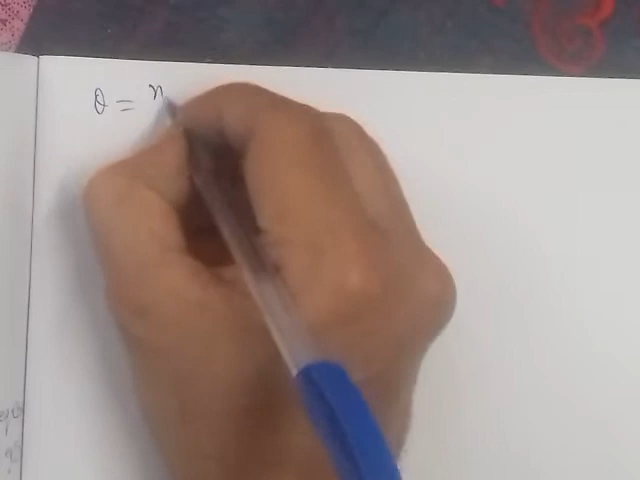 θ = n